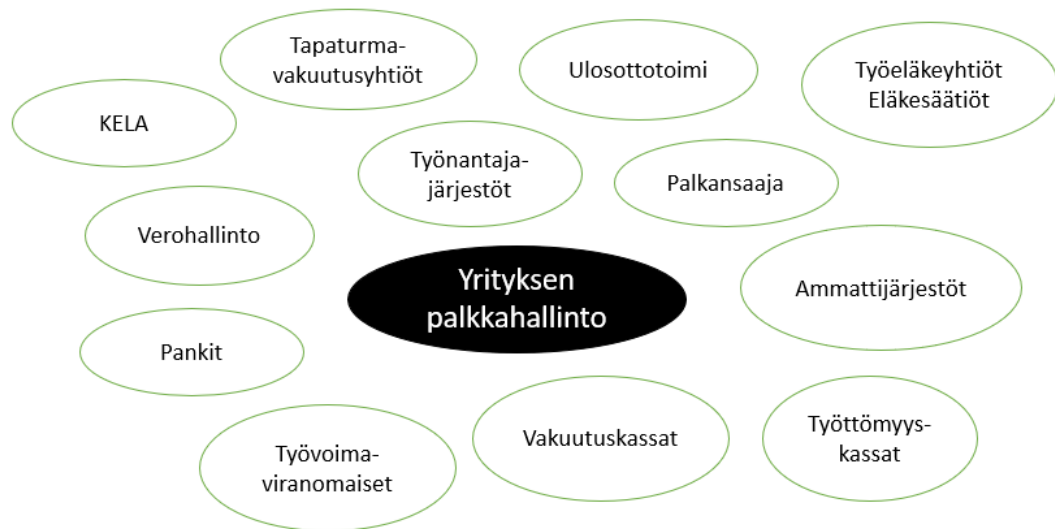 Tapaturma-
vakuutusyhtiöt
Ulosottotoimi
Työeläkeyhtiöt
Eläkesäätiöt
KELA
Työnantaja-
järjestöt
Palkansaaja
Verohallinto
Yrityksen
palkkahallinto
Ammattijärjestöt
Pankit
Työvoima-
viranomaiset
Vakuutuskassat
Työttömyys-
kassat